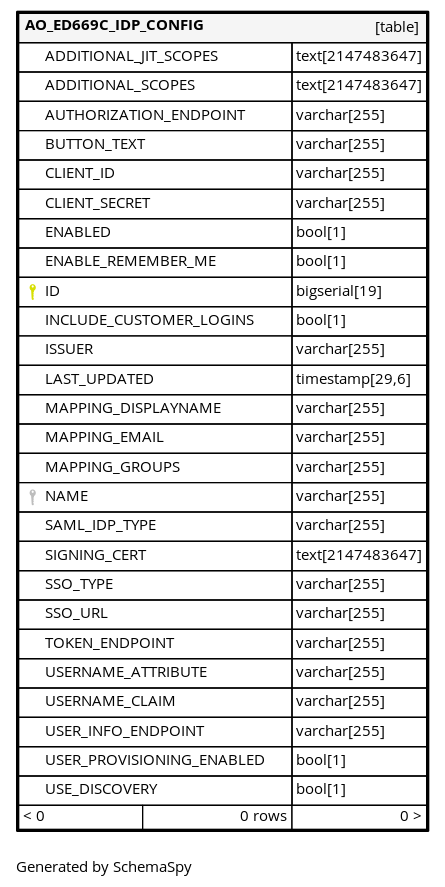 AO_ED669C_IDP_CONFIG [table]
ADDITIONAL_JIT_SCOPES text[2147483647]
ADDITIONAL_SCOPES text[2147483647]
AUTHORIZATION_ENDPOINT varchar[255]
BUTTON_TEXT varchar[255]
CLIENT_ID varchar[255]
CLIENT_SECRET varchar[255]
ENABLED bool[1]
ENABLE_REMEMBER_ME bool[1]
ID bigserial[19]
INCLUDE_CUSTOMER_LOGINS bool[1]
ISSUER varchar[255]
LAST_UPDATED timestamp[29,6]
MAPPING_DISPLAYNAME varchar[255]
MAPPING_EMAIL varchar[255]
MAPPING_GROUPS varchar[255]
NAME varchar[255]
SAML_IDP_TYPE varchar[255]
SIGNING_CERT text[2147483647]
SSO_TYPE varchar[255]
SSO_URL varchar[255]
TOKEN_ENDPOINT varchar[255]
USERNAME_ATTRIBUTE varchar[255]
USERNAME_CLAIM varchar[255]
USER_INFO_ENDPOINT varchar[255]
USER_PROVISIONING_ENABLED bool[1]
USE_DISCOVERY bool[1]
< 0 0 rows 0 >
Generated by SchemaSpy